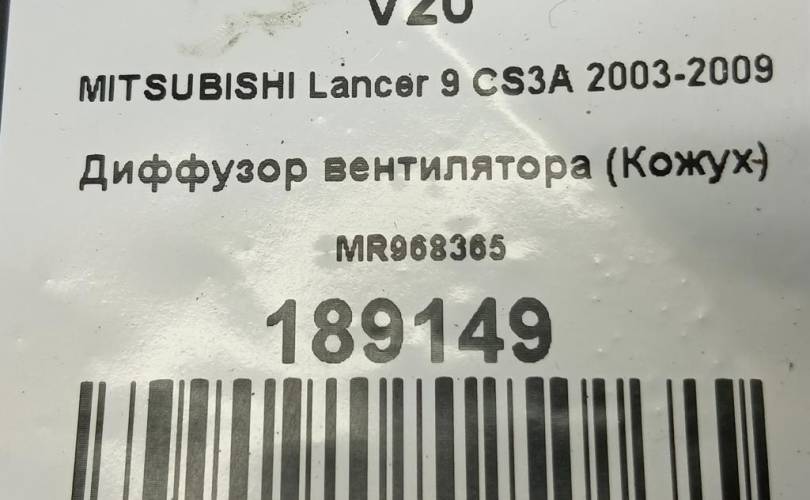 V20
MITSUBISHI Lancer 9 CS3A 2003-2009
Диффузор вентилятора (Кожух)
MR968365
189149